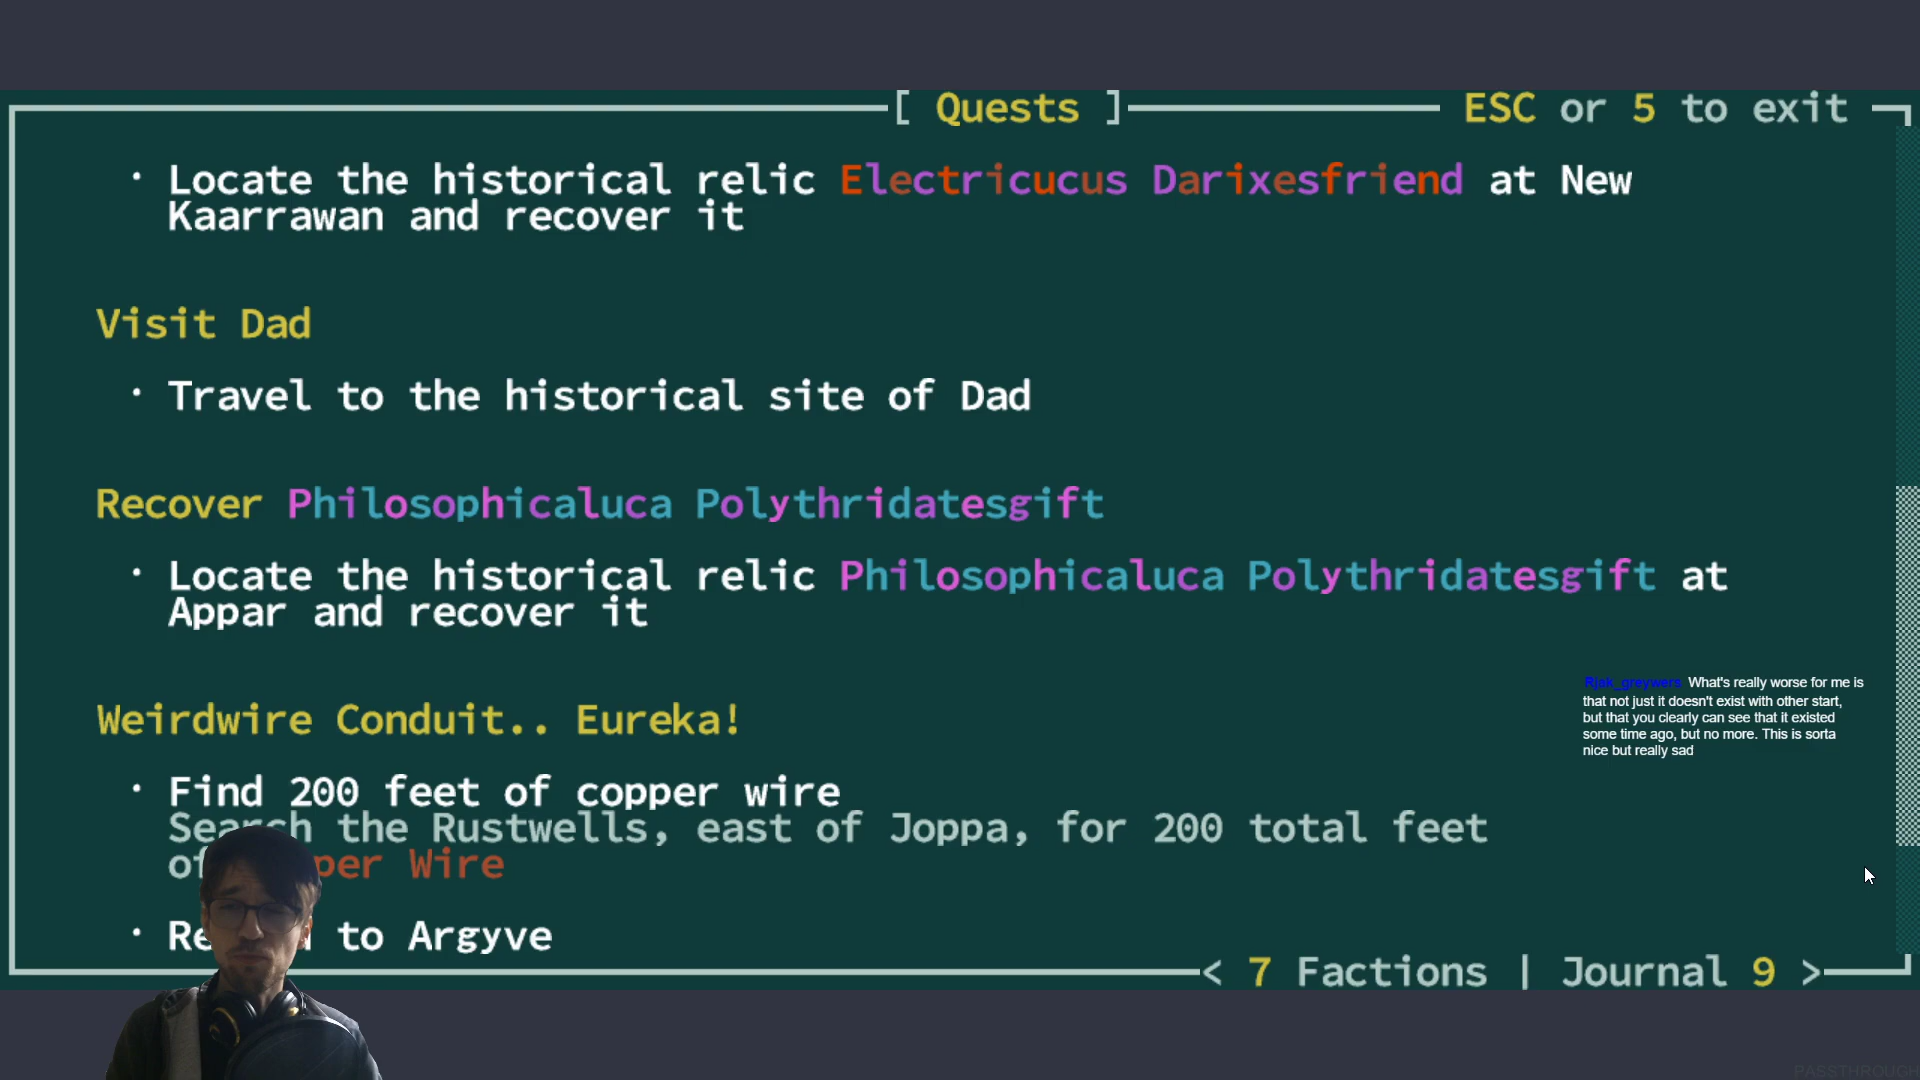 [ Quests ] ESC or 5 to exit
· Locate the historical relic Electricucus Darixesfriend at New
Kaarrawan and recover it
Visit Dad
· Travel to the historical site of Dad
Recover Philosophicaluca Polythridatesgift
· Locate the historical relic Philosophicaluca Polythridatesgift at
Appar and recover it
Rjak_greywers What's really worse for me is
that not just it doesn't exist with other start,
but that you clearly can see that it existed
some time ago, but no more. This is sorta
nice but really sad
Weirdwire Conduit.. Eureka!
· Find 200 feet of copper wire
Search the Rustwells, east of Joppa, for 200 total feet
of Wire
· to Argyve
< 7 Factions | Journal 9 >
PASSTHROUGH